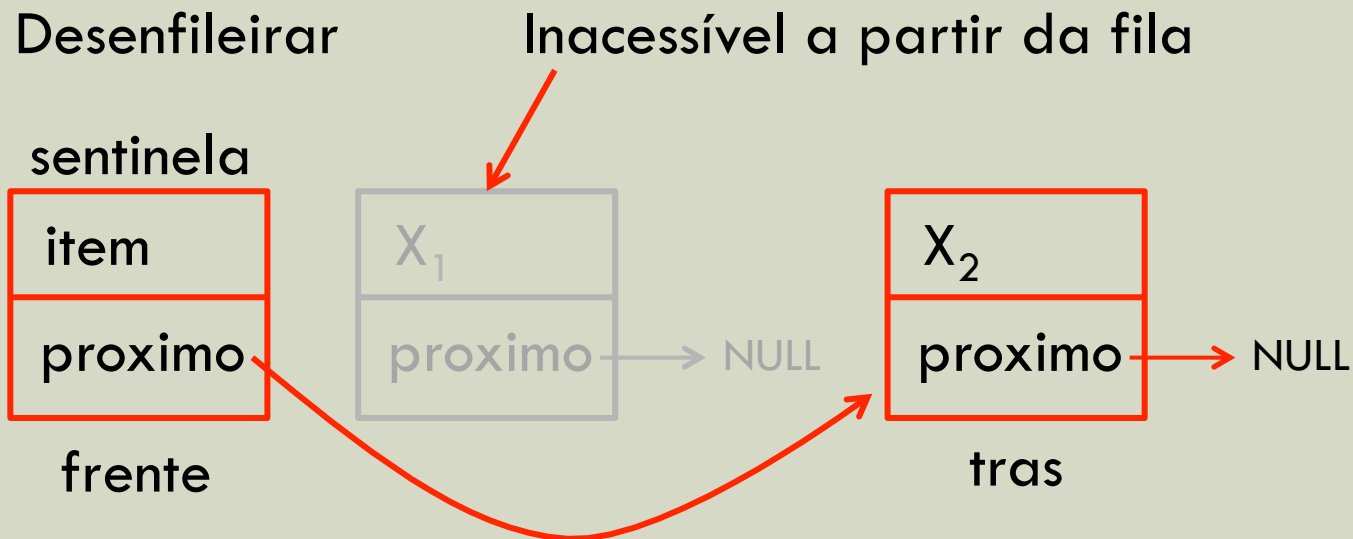 Desenfileirar
Inacessível a partir da fila
sentinela
item
proximo
frente
X₁
proximo
NULL
X₂
proximo
NULL
tras